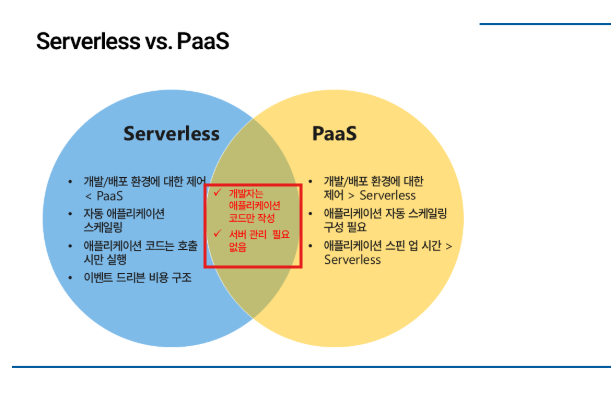 Serverless vs. PaaS
Serverless
• 개발/배포 환경에 대한 제어
< PaaS
• 자동 애플리케이션
스케일링
• 애플리케이션 코드는 호출
시만 실행
• 이벤트 드리븐 비용 구조
✓ 개발자는
애플리케이션
코드만 작성
✓ 서버 관리 필요
없음
PaaS
• 개발/배포 환경에 대한
제어 > Serverless
• 애플리케이션 자동 스케일링
구성 필요
• 애플리케이션 스핀 업 시간 >
Serverless